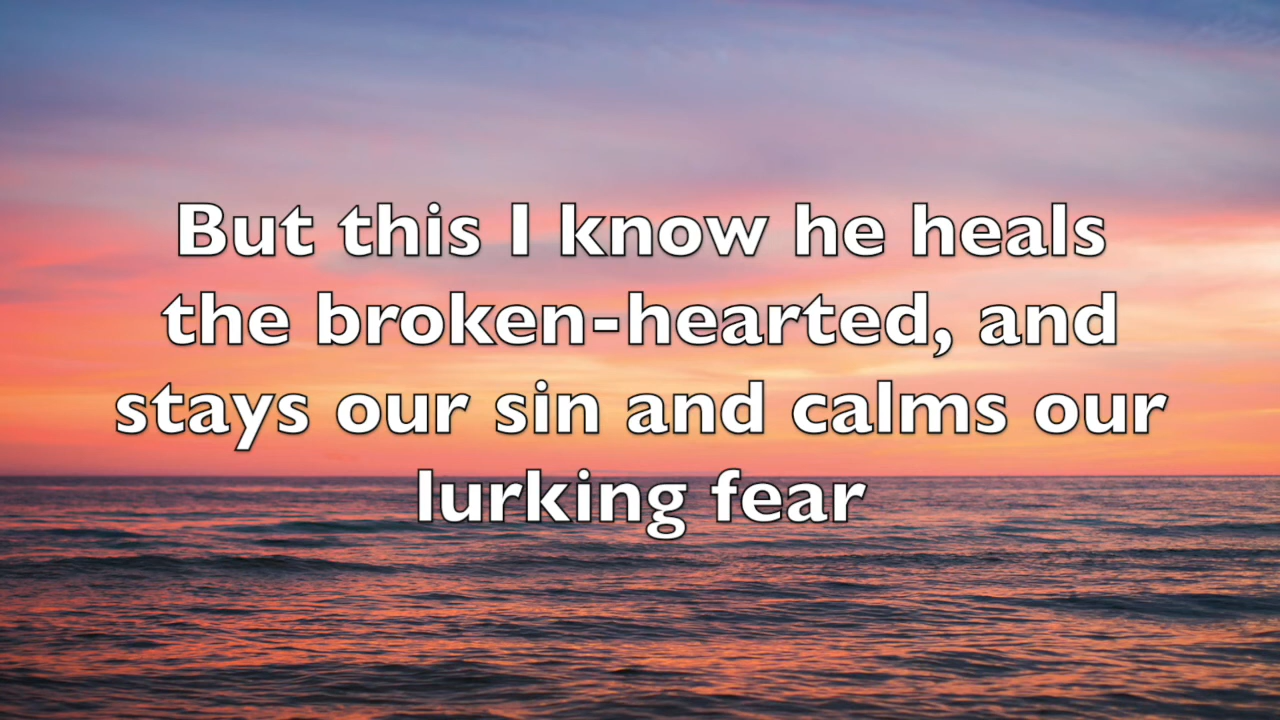 But this I know he heals
the broken-hearted, and
stays our sin and calms our
lurking fear